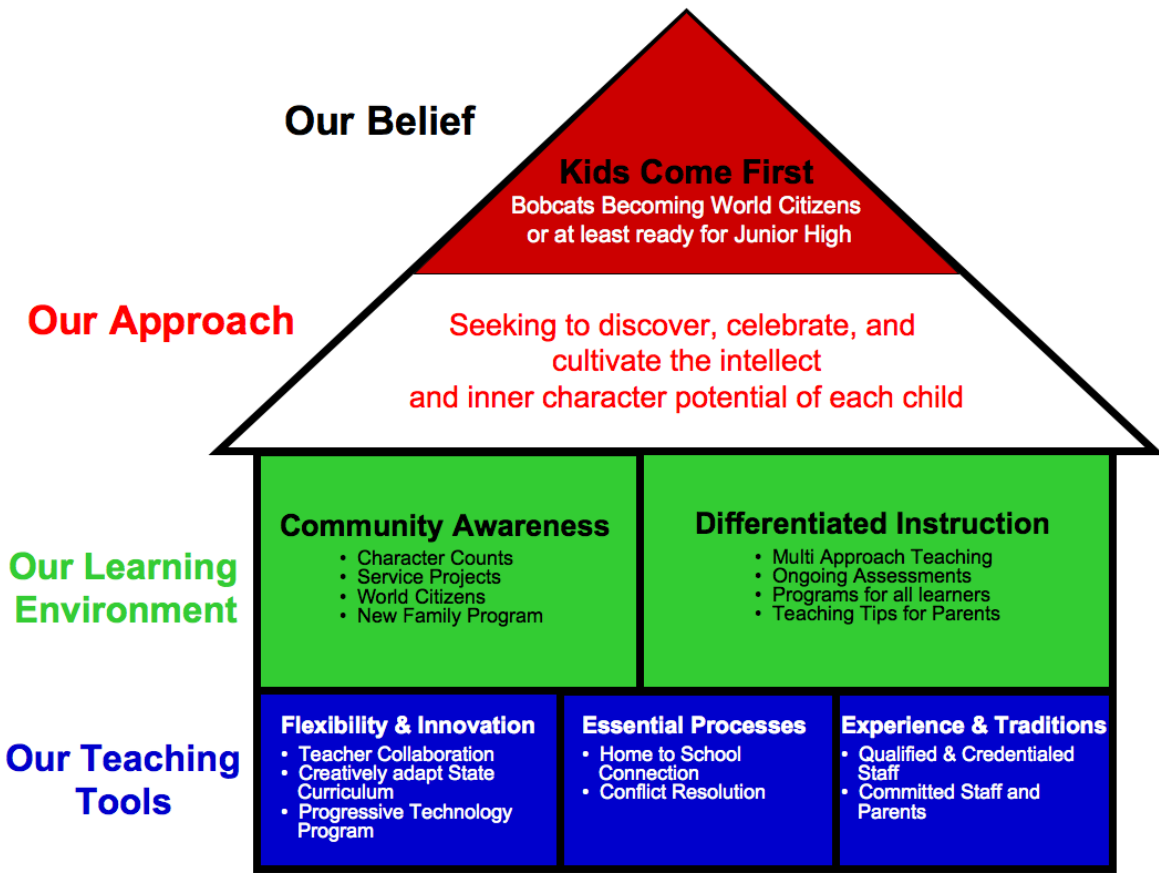 Our Belief
Kids Come First
Bobcats Becoming World Citizens
or at least ready for Junior High
Our Approach
Seeking to discover, celebrate, and
cultivate the intellect
and inner character potential of each child
Our Learning
Environment
Community Awareness
• Character Counts
• Service Projects
• World Citizens
• New Family Program
Differentiated Instruction
• Multi Approach Teaching
• Ongoing Assessments
• Programs for all learners
• Teaching Tips for Parents
Our Teaching
Tools
Flexibility & Innovation
• Teacher Collaboration
• Creatively adapt State
Curriculum
• Progressive Technology
Program
Essential Processes
• Home to School
Connection
• Conflict Resolution
Experience & Traditions
• Qualified & Credentialed
Staff
• Committed Staff and
Parents